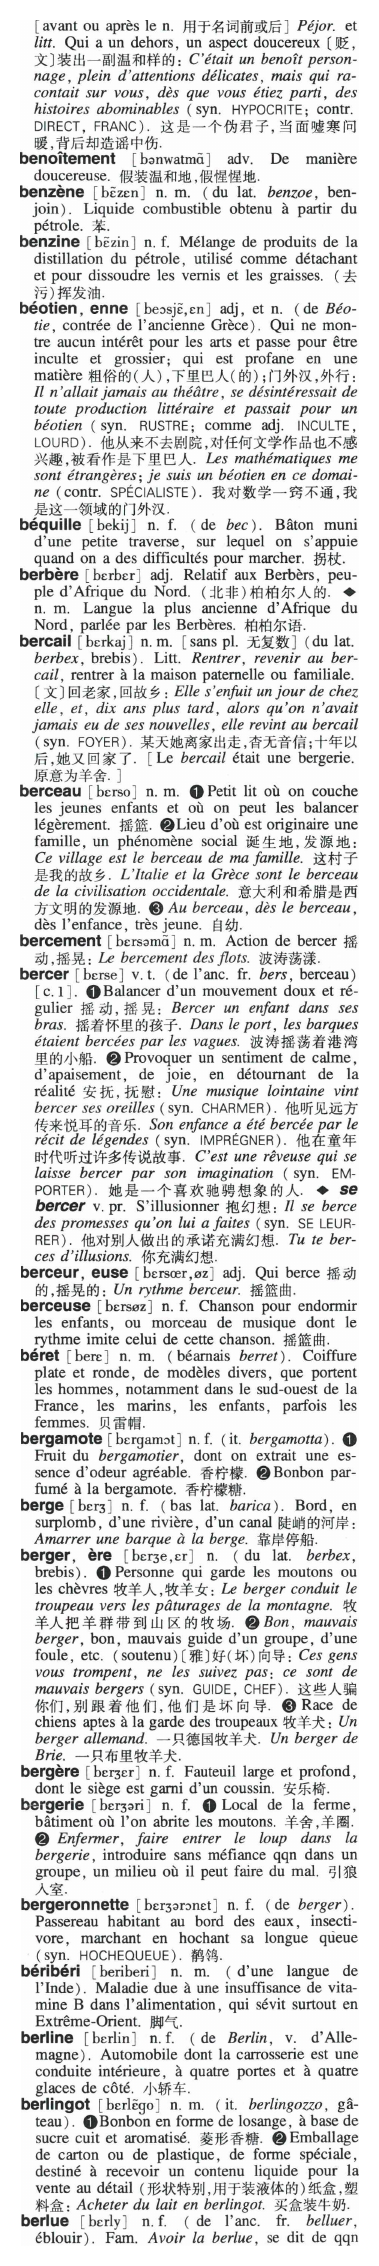 [avant ou après le n. 用于名词前或后] Péjor. et
litt. Qui a un dehors, un aspect doucereux〔贬,
文〕装出一副温和样的: C'était un benoît person-
nage, plein d'attentions délicates, mais qui ra-
contait sur vous, dès que vous étiez parti, des
histoires abominables (syn. HYPOCRITE; contr.
DIRECT, FRANC). 这是一个伪君子,当面嘘寒问
暖,背后却造谣中伤.
benoîtement [bənwatmɑ̃] adv. De manière
doucereuse. 假装温和地,假惺惺地.
benzène [bɛ̃zɛn] n. m. (du lat. benzoe, ben-
join). Liquide combustible obtenu à partir du
pétrole. 苯.
benzine [bɛ̃zin] n. f. Mélange de produits de la
distillation du pétrole, utilisé comme détachant
et pour dissoudre les vernis et les graisses. (去
污)挥发油.
béotien, enne [beɔsjɛ̃,ɛn] adj, et n. (de Béo-
tie, contrée de l'ancienne Grèce). Qui ne mon-
tre aucun intérêt pour les arts et passe pour être
inculte et grossier; qui est profane en une
matière 粗俗的(人),下里巴人(的);门外汉,外行:
Il n'allait jamais au théâtre, se désintéressait de
toute production littéraire et passait pour un
béotien (syn. RUSTRE; comme adj. INCULTE,
LOURD). 他从来不去剧院,对任何文学作品也不感
兴趣,被看作是下里巴人. Les mathématiques me
sont étrangères; je suis un béotien en ce domai-
ne (contr. SPÉCIALISTE). 我对数学一窍不通,我
是这一领域的门外汉.
béquille [bekij] n. f. (de bec). Bâton muni
d'une petite traverse, sur lequel on s'appuie
quand on a des difficultés pour marcher. 拐杖.
berbère [bɛrbɛr] adj. Relatif aux Berbèrs, peu-
ple d'Afrique du Nord. (北非)柏柏尔人的. ◆
n. m. Langue la plus ancienne d'Afrique du
Nord, parlée par les Berbères. 柏柏尔语.
bercail [bɛrkaj] n. m. [sans pl. 无复数] (du lat.
berbex, brebis). Litt. Rentrer, revenir au ber-
cail, rentrer à la maison paternelle ou familiale.
〔文〕回老家,回故乡: Elle s'enfuit un jour de chez
elle, et, dix ans plus tard, alors qu'on n'avait
jamais eu de ses nouvelles, elle revint au bercail
(syn. FOYER). 某天她离家出走,杳无音信;十年以
后,她又回家了. [Le bercail était une bergerie.
原意为羊舍.]
berceau [bɛrso] n. m. ❶ Petit lit où on couche
les jeunes enfants et où on peut les balancer
légèrement. 摇篮. ❷ Lieu d'où est originaire une
famille, un phénomène social 诞生地,发源地:
Ce village est le berceau de ma famille. 这村子
是我的故乡. L'Italie et la Grèce sont le berceau
de la civilisation occidentale. 意大利和希腊是西
方文明的发源地. ❸ Au berceau, dès le berceau,
dès l'enfance, très jeune. 自幼.
bercement [bɛrsəmɑ̃] n. m. Action de bercer 摇
动,摇晃: Le bercement des flots. 波涛荡漾.
bercer [bɛrse] v. t. (de l'anc. fr. bers, berceau)
[c. 1]. ❶ Balancer d'un mouvement doux et ré-
gulier 摇动,摇晃: Bercer un enfant dans ses
bras. 摇着怀里的孩子. Dans le port, les barques
étaient bercées par les vagues. 波涛摇荡着港湾
里的小船. ❷ Provoquer un sentiment de calme,
d'apaisement, de joie, en détournant de la
réalité 安抚,抚慰: Une musique lointaine vint
bercer ses oreilles (syn. CHARMER). 他听见远方
传来悦耳的音乐. Son enfance a été bercée par le
récit de légendes (syn. IMPRÉGNER). 他在童年
时代听过许多传说故事. C'est une rêveuse qui se
laisse bercer par son imagination (syn. EM-
PORTER). 她是一个喜欢驰骋想象的人. ◆ se
bercer v. pr. S'illusionner 抱幻想: Il se berce
des promesses qu'on lui a faites (syn. SE LEUR-
RER). 他对别人做出的承诺充满幻想. Tu te ber-
ces d'illusions. 你充满幻想.
berceur, euse [bɛrsœr,øz] adj. Qui berce 摇动
的,摇晃的: Un rythme berceur. 摇篮曲.
berceuse [bɛrsøz] n. f. Chanson pour endormir
les enfants, ou morceau de musique dont le
rythme imite celui de cette chanson. 摇篮曲.
béret [bere] n. m. (béarnais berret). Coiffure
plate et ronde, de modèles divers, que portent
les hommes, notamment dans le sud-ouest de la
France, les marins, les enfants, parfois les
femmes. 贝雷帽.
bergamote [bɛrgamɔt] n. f. (it. bergamotta). ❶
Fruit du bergamotier, dont on extrait une es-
sence d'odeur agréable. 香柠檬. ❷ Bonbon par-
fumé à la bergamote. 香柠檬糖.
berge [bɛrʒ] n. f. (bas lat. barica). Bord, en
surplomb, d'une rivière, d'un canal 陡峭的河岸:
Amarrer une barque à la berge. 靠岸停船.
berger, ère [bɛrʒe,ɛr] n. (du lat. berbex,
brebis). ❶ Personne qui garde les moutons ou
les chèvres 牧羊人,牧羊女: Le berger conduit le
troupeau vers les pâturages de la montagne. 牧
羊人把羊群带到山区的牧场. ❷ Bon, mauvais
berger, bon, mauvais guide d'un groupe, d'une
foule, etc. (soutenu)〔雅〕好(坏)向导: Ces gens
vous trompent, ne les suivez pas: ce sont de
mauvais bergers (syn. GUIDE, CHEF). 这些人骗
你们,别跟着他们,他们是坏向导. ❸ Race de
chiens aptes à la garde des troupeaux 牧羊犬: Un
berger allemand. 一只德国牧羊犬. Un berger de
Brie. 一只布里牧羊犬.
bergère [bɛrʒɛr] n. f. Fauteuil large et profond,
dont le siège est garni d'un coussin. 安乐椅.
bergerie [bɛrʒəri] n. f. ❶ Local de la ferme,
bâtiment où l'on abrite les moutons. 羊舍,羊圈.
❷ Enfermer, faire entrer le loup dans la
bergerie, introduire sans méfiance qqn dans un
groupe, un milieu où il peut faire du mal. 引狼
入室.
bergeronnette [bɛrʒərɔnɛt] n. f. (de berger).
Passereau habitant au bord des eaux, insecti-
vore, marchant en hochant sa longue queue
(syn. HOCHEQUEUE). 鹡鸰.
béribéri [beriberi] n. m. (d'une langue de
l'Inde). Maladie due à une insuffisance de vita-
mine B dans l'alimentation, qui sévit surtout en
Extrême-Orient. 脚气.
berline [bɛrlin] n. f. (de Berlin, v. d'Alle-
magne). Automobile dont la carrosserie est une
conduite intérieure, à quatre portes et à quatre
glaces de côté. 小轿车.
berlingot [bɛrlɛ̃go] n. m. (it. berlingozzo, gâ-
teau). ❶ Bonbon en forme de losange, à base de
sucre cuit et aromatisé. 菱形香糖. ❷ Emballage
de carton ou de plastique, de forme spéciale,
destiné à recevoir un contenu liquide pour la
vente au détail (形状特别,用于装液体的)纸盒,塑
料盒: Acheter du lait en berlingot. 买盒装牛奶.
berlue [bɛrly] n. f. (de l'anc. fr. belluer,
éblouir). Fam. Avoir la berlue, se dit de qqn